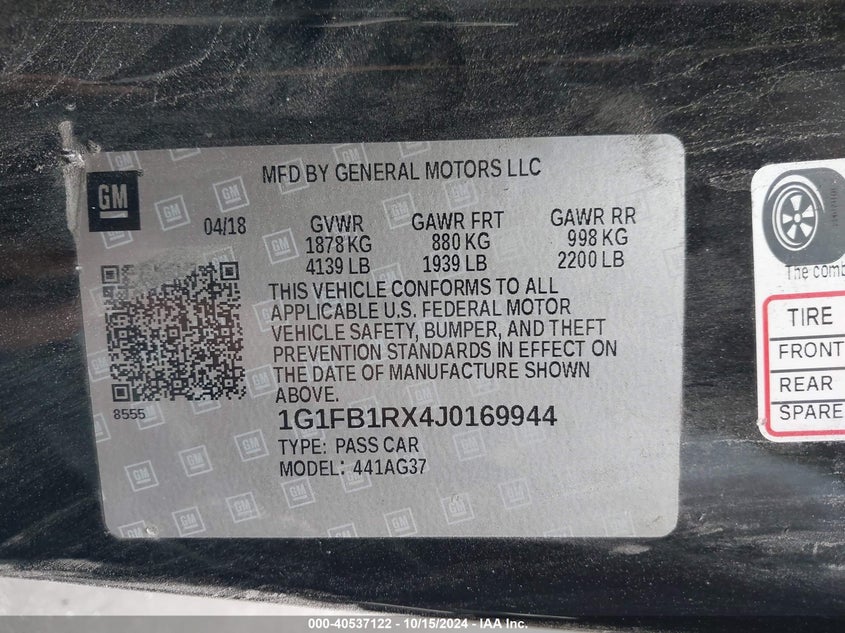 MFD BY GENERAL MOTORS LLC
GM
04/18 GVWR GAWR FRT GAWR RR
1878 KG 880 KG 998 KG
4139 LB 1939 LB 2200 LB
THIS VEHICLE CONFORMS TO ALL
APPLICABLE U.S. FEDERAL MOTOR
VEHICLE SAFETY, BUMPER, AND THEFT
PREVENTION STANDARDS IN EFFECT ON
THE DATE OF MANUFACTURE SHOWN
ABOVE.
8555
1G1FB1RX4J0169944
TYPE: PASS CAR
MODEL: 441AG37
The comb
TIRE
FRONT
REAR
SPARE
000-40537122 - 10/15/2024 - IAA Inc.